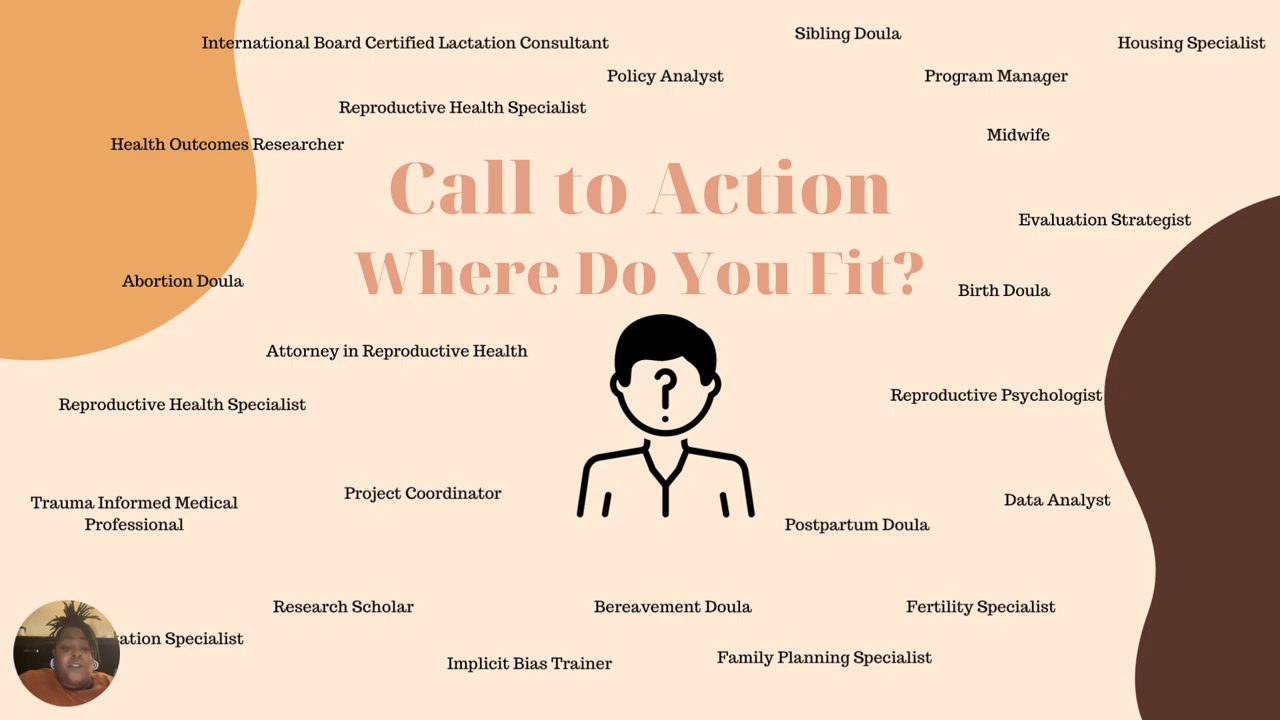 International Board Certified Lactation Consultant
Sibling Doula
Housing Specialist
Policy Analyst
Program Manager
Reproductive Health Specialist
Midwife
Health Outcomes Researcher
Call to Action
Evaluation Strategist
Where Do You Fit?
Abortion Doula
Birth Doula
Attorney in Reproductive Health
Reproductive Psychologist
Reproductive Health Specialist
?
Project Coordinator
Data Analyst
Trauma Informed Medical
Professional
Postpartum Doula
Research Scholar
Bereavement Doula
Fertility Specialist
Specialist
Family Planning Specialist
Implicit Bias Trainer